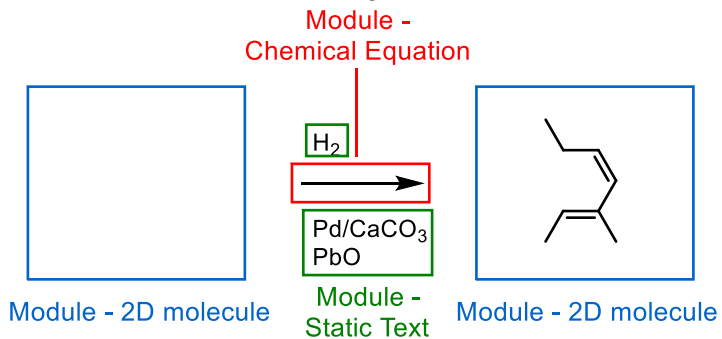 Module -
Chemical Equation
H₂
Pd/CaCO₃
PbO
Module - 2D molecule
Module -
Static Text
Module - 2D molecule